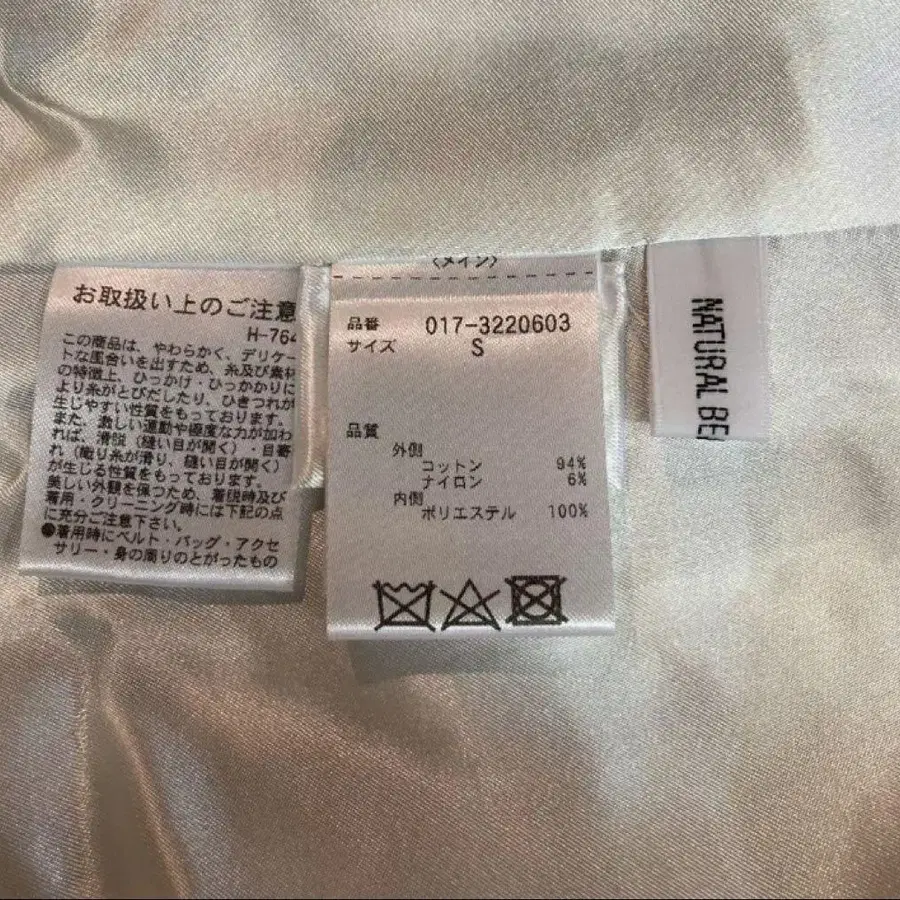 お取扱い上のご注意
H-764
この商品は、やわらかく、デリケー
トな風合いを出すため、糸及び素材
の特徴上、ひっかけ・ひっかかりに
より糸がとびだしたり、ひきつれが
生じやすい性質をもっております。
また、激しい運動や極度な力が加わ
れば、滑脱（縫い目が開く）・目寄
れ（織り糸が滑り、縫い目が開く）
が生じる性質をもっております。
美しい外観を保つため、着脱時及び
着用・クリーニング時には下記の点
に充分ご注意下さい。
●着用時にベルト・バッグ・アクセ
サリー・身の周りのとがったもの
〈メイン〉
品番 017-3220603
サイズ S
品質
外側
コットン 94%
ナイロン 6%
内側
ポリエステル 100%
NATURAL BEA